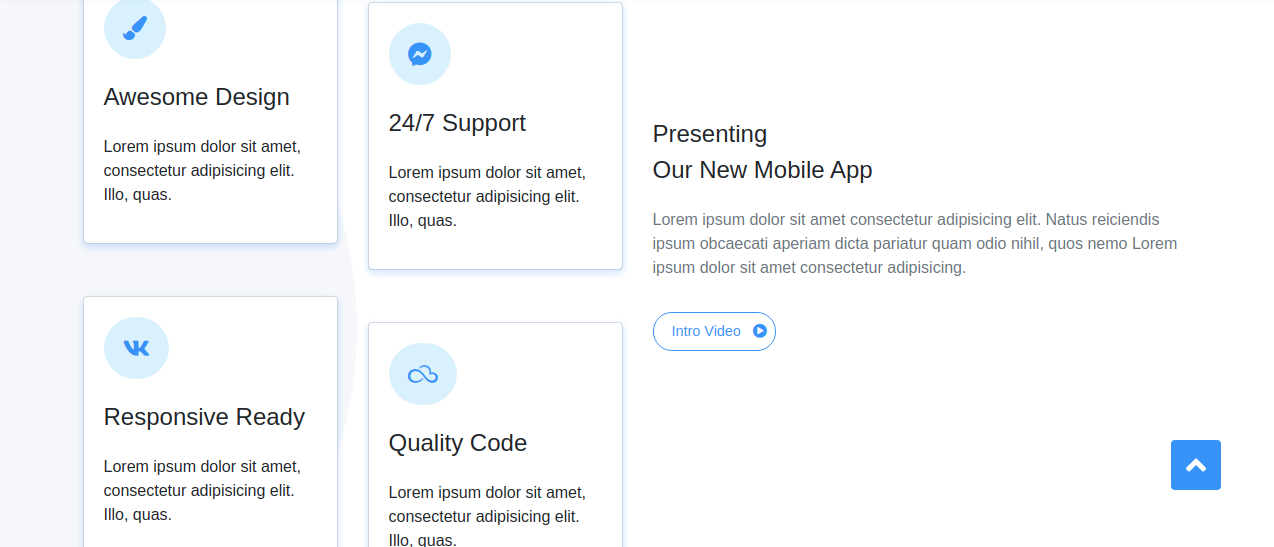 Awesome Design
Lorem ipsum dolor sit amet,
consectetur adipisicing elit.
Illo, quas.
Responsive Ready
Lorem ipsum dolor sit amet,
consectetur adipisicing elit.
Illo, quas.
24/7 Support
Lorem ipsum dolor sit amet,
consectetur adipisicing elit.
Illo, quas.
Quality Code
Lorem ipsum dolor sit amet,
consectetur adipisicing elit.
Illo, quas.
Presenting
Our New Mobile App
Lorem ipsum dolor sit amet consectetur adipisicing elit. Natus reiciendis
ipsum obcaecati aperiam dicta pariatur quam odio nihil, quos nemo Lorem
ipsum dolor sit amet consectetur adipisicing.
Intro Video